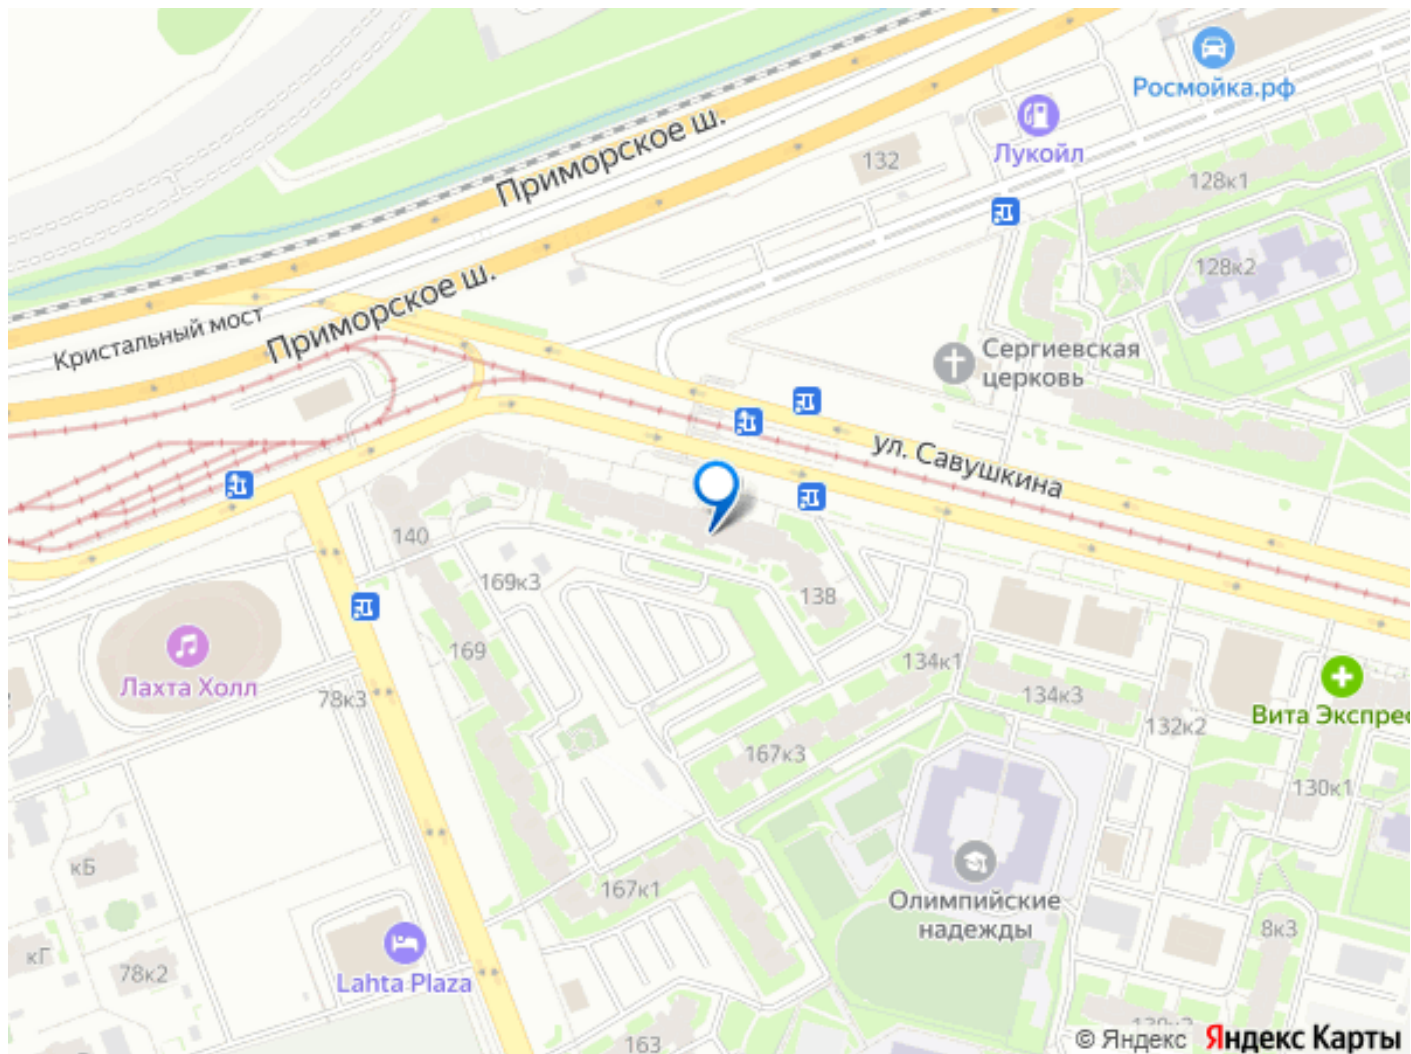 Росмойка.рф
Приморское ш.
Лукойл
132
128к1
128к2
Приморское ш.
Кристальный мост
Сергиевская
церковь
ул. Савушкина
140
169к3
138
Лахта Холл
169
78к3
134к1
134к3
132к2
Вита Экспрес
167к3
130к1
кБ
167к1
Олимпийские
надежды
8к3
кГ
78к2
Lahta Plaza
163
© Яндекс Яндекс Карты